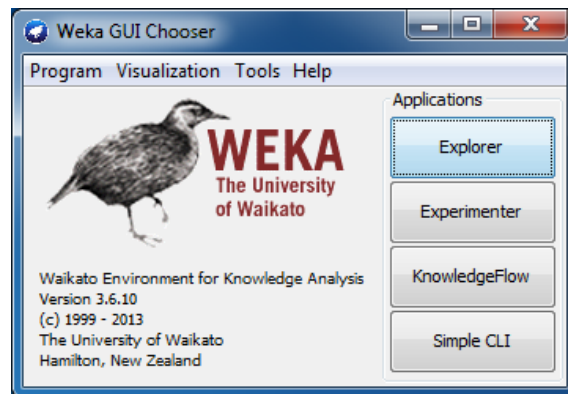 Weka GUI Chooser
Program Visualization Tools Help
WEKA
The University
of Waikato
Waikato Environment for Knowledge Analysis
Version 3.6.10
(c) 1999 - 2013
The University of Waikato
Hamilton, New Zealand
Applications
Explorer
Experimenter
KnowledgeFlow
Simple CLI